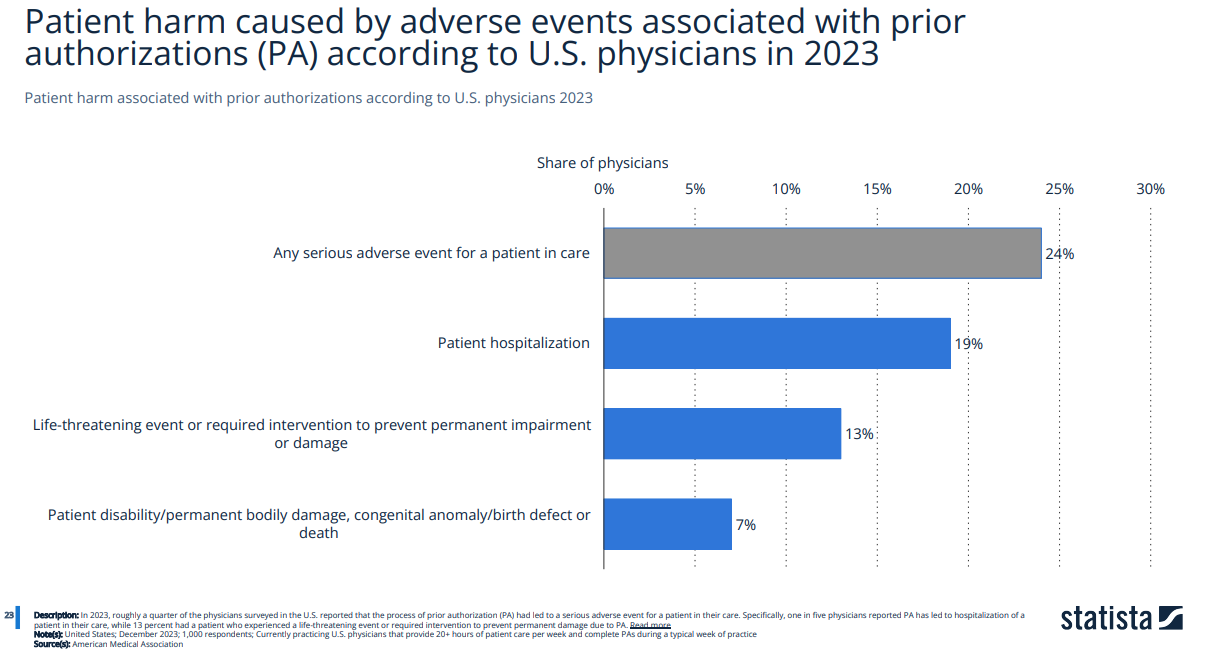 Patient harm caused by adverse events associated with prior
authorizations (PA) according to U.S. physicians in 2023
Patient harm associated with prior authorizations according to U.S. physicians 2023
Share of physicians
0% 5% 10% 15% 20% 25% 30%
Any serious adverse event for a patient in care 24%
Patient hospitalization 19%
Life-threatening event or required intervention to prevent permanent impairment
or damage
13%
Patient disability/permanent bodily damage, congenital anomaly/birth defect or
death
7%
23
Description: In 2023, roughly a quarter of the physicians surveyed in the U.S. reported that the process of prior authorization (PA) had led to a serious adverse event for a patient in their care. Specifically, one in five physicians reported PA has led to hospitalization of a
patient in their care, while 13 percent had a patient who experienced a life-threatening event or required intervention to prevent permanent damage due to PA. Read more
Note(s): United States; December 2023; 1,000 respondents; Currently practicing U.S. physicians that provide 20+ hours of patient care per week and complete PAs during a typical week of practice
Source(s): American Medical Association
statista